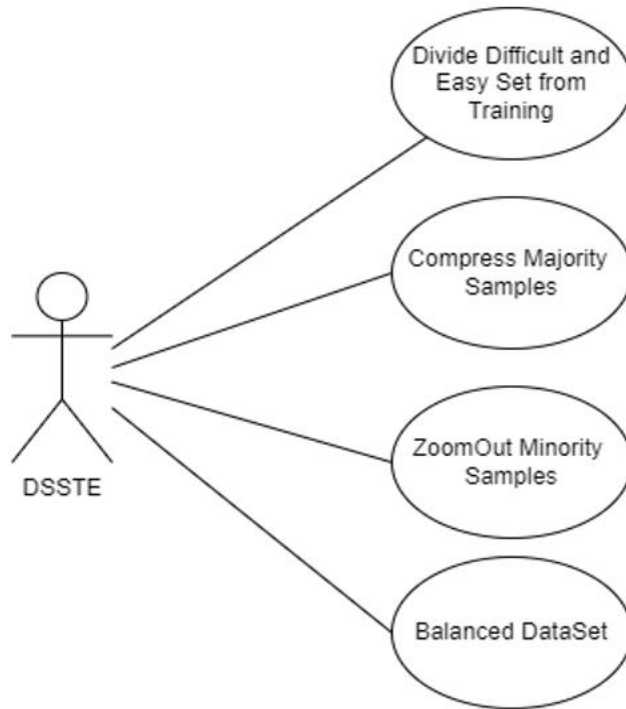 Divide Difficult and
Easy Set from
Training
Compress Majority
Samples
DSSTE
ZoomOut Minority
Samples
Balanced DataSet